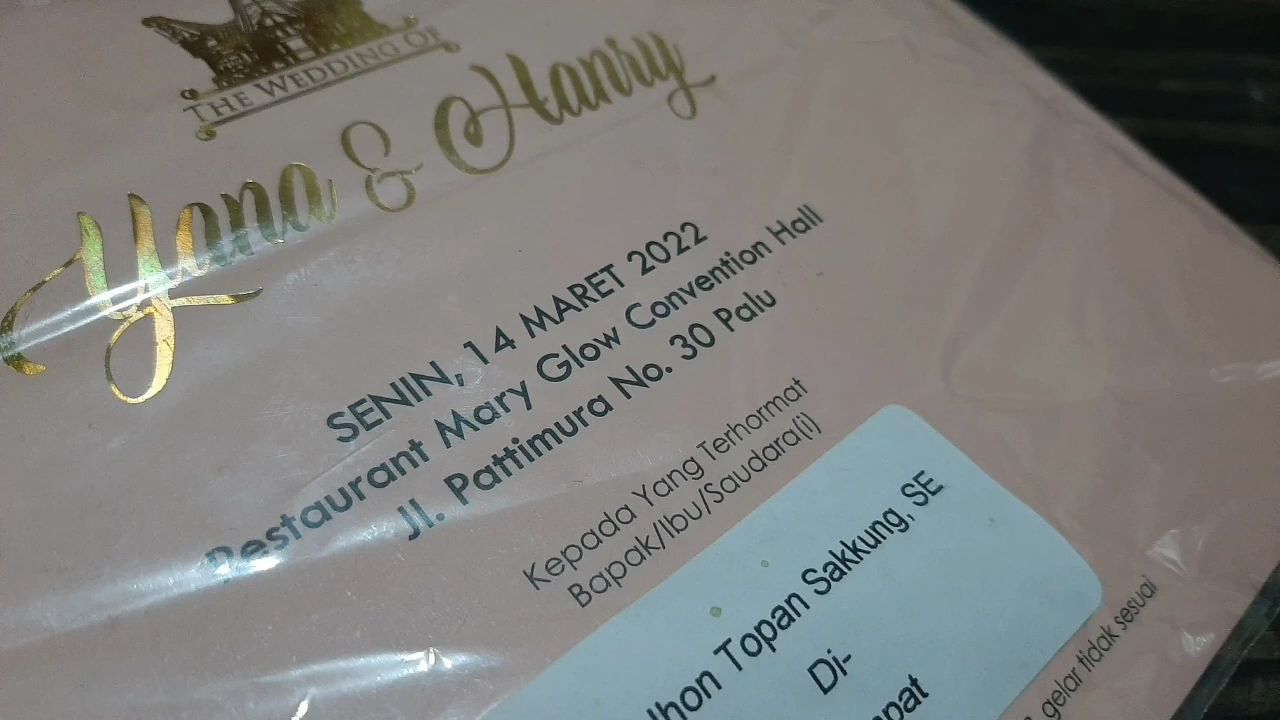 THE WEDDING OF
Yana & Hanry
SENIN, 14 MARET 2022
Restaurant Mary Glow Convention Hall
Jl. Pattimura No. 30 Palu
Kepada Yang Terhormat
Bapak/Ibu/Saudara(i)
Jhon Topan Sakkung, SE
Di-
gelar tidak sesuai